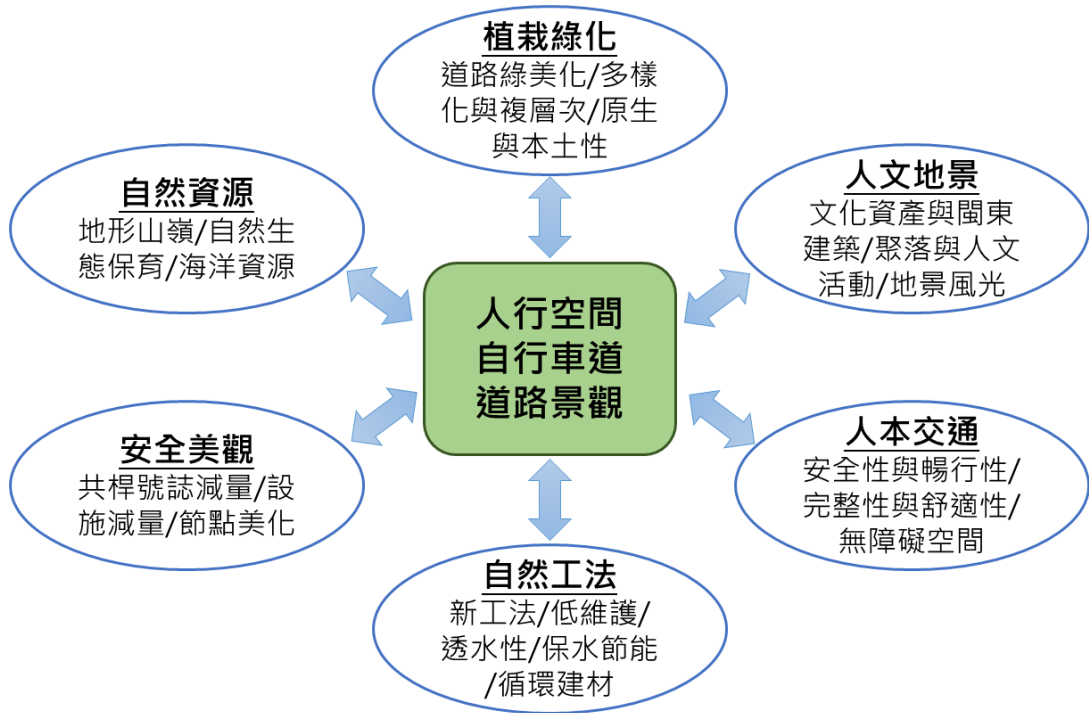 植栽綠化
道路綠美化/多樣
化與複層次/原生
與本土性
自然資源
地形山嶺/自然生
態保育/海洋資源
人文地景
文化資產與閩東
建築/聚落與人文
活動/地景風光
人行空間
自行車道
道路景觀
安全美觀
共桿號誌減量/設
施減量/節點美化
人本交通
安全性與暢行性/
完整性與舒適性/
無障礙空間
自然工法
新工法/低維護/
透水性/保水節能
/循環建材